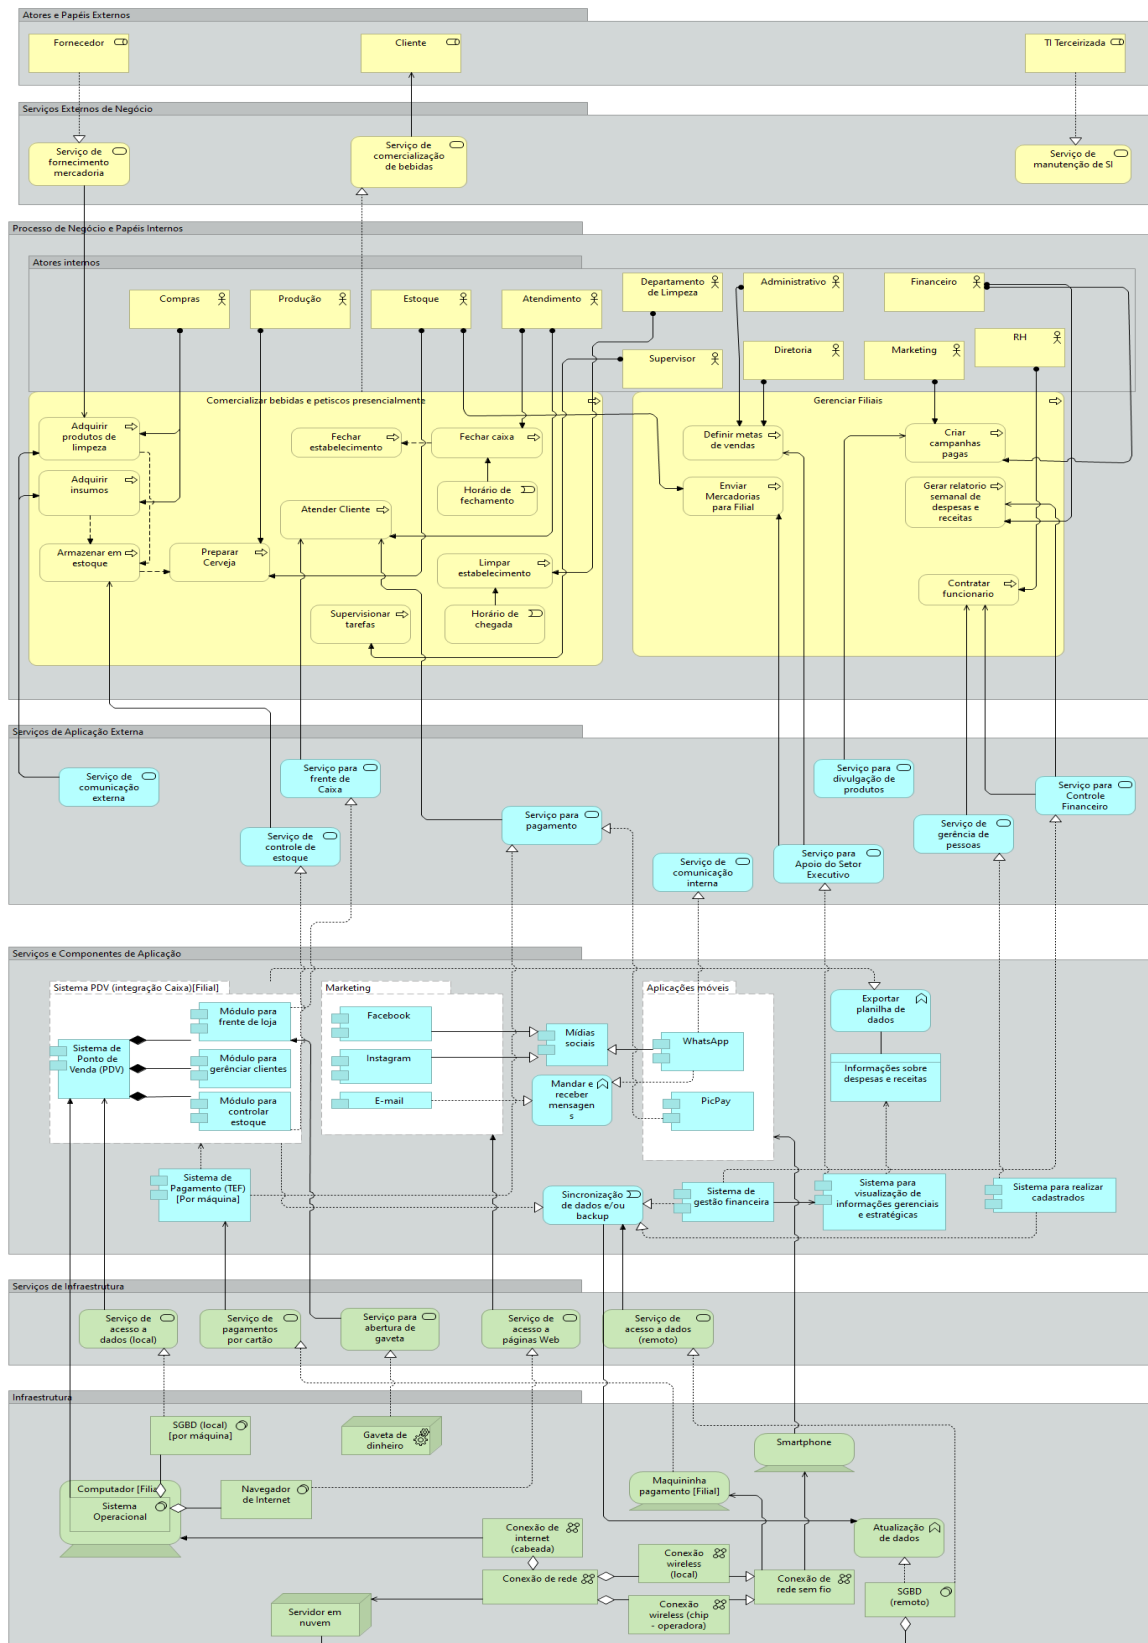 Atores e Papéis Externos
Fornecedor
Cliente
TI Terceirizada
Serviços Externos de Negócio
Serviço de
fornecimento
mercadoria
Serviço de
comercialização
de bebidas
Serviço de
manutenção de SI
Processo de Negócio e Papéis Internos
Atores internos
Compras
Produção
Estoque
Atendimento
Departamento
de Limpeza
Administrativo
Financeiro
Supervisor
Diretoria
Marketing
RH
Comercializar bebidas e petiscos presencialmente
Gerenciar Filiais
Adquirir
produtos de
limpeza
Fechar
estabelecimento
Fechar caixa
Definir metas
de vendas
Criar
campanhas
pagas
Adquirir
insumos
Horário de
fechamento
Enviar
Mercadorias
para Filial
Gerar relatorio
semanal de
despesas e
receitas
Atender Cliente
Armazenar em
estoque
Preparar
Cerveja
Limpar
estabelecimento
Contratar
funcionario
Supervisionar
tarefas
Horário de
chegada
Serviços de Aplicação Externa
Serviço de
comunicação
externa
Serviço para
frente de
Caixa
Serviço para
divulgação de
produtos
Serviço para
Controle
Financeiro
Serviço para
pagamento
Serviço de
controle de
estoque
Serviço de
gerência de
pessoas
Serviço de
comunicação
interna
Serviço para
Apoio do Setor
Executivo
Serviços e Componentes de Aplicação
Sistema PDV (integração Caixa)[Filial]
Marketing
Aplicações móveis
Sistema de
Ponto de
Venda (PDV)
Módulo para
frente de loja
Módulo para
gerênciar clientes
Módulo para
controlar
estoque
Facebook
Instagram
E-mail
Mídias
sociais
Mandar e
receber
mensagen
s
WhatsApp
PicPay
Exportar
planilha de
dados
Informações sobre
despesas e receitas
Sistema de
Pagamento (TEF)
[Por máquina]
Sincronização
de dados e/ou
backup
Sistema de
gestão financeira
Sistema para
visualização de
informações gerenciais
e estratégicas
Sistema para realizar
cadastrados
Serviços de Infraestrutura
Serviço de
acesso a
dados (local)
Serviço de
pagamentos
por cartão
Serviço para
abertura de
gaveta
Serviço de
acesso a
páginas Web
Serviço de
acesso a dados
(remoto)
Infraestrutura
SGBD (local)
[por máquina]
Gaveta de
dinheiro
Smartphone
Computador [Filia
Sistema
Operacional
Navegador
de Internet
Maquininha
pagamento [Filial]
Conexão de
internet
(cabeada)
Atualização
de dados
Conexão
wireless
(local)
Conexão de rede
Conexão de
rede sem fio
SGBD
(remoto)
Conexão
wireless (chip
- operadora)
Servidor em
nuvem